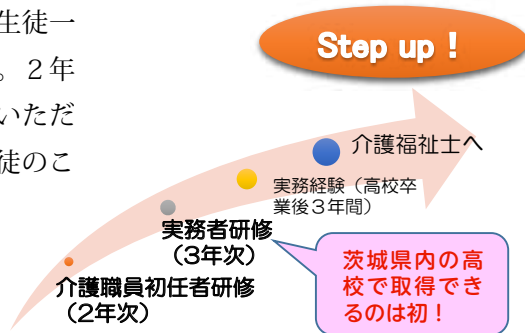 生徒一
。２年
いただ
徒のこ
Step up！
介護福祉士へ
実務経験（高校卒
業後３年間）
実務者研修
（3年次）
介護職員初任者研修
（2年次）
茨城県内の高
校で取得でき
るのは初！